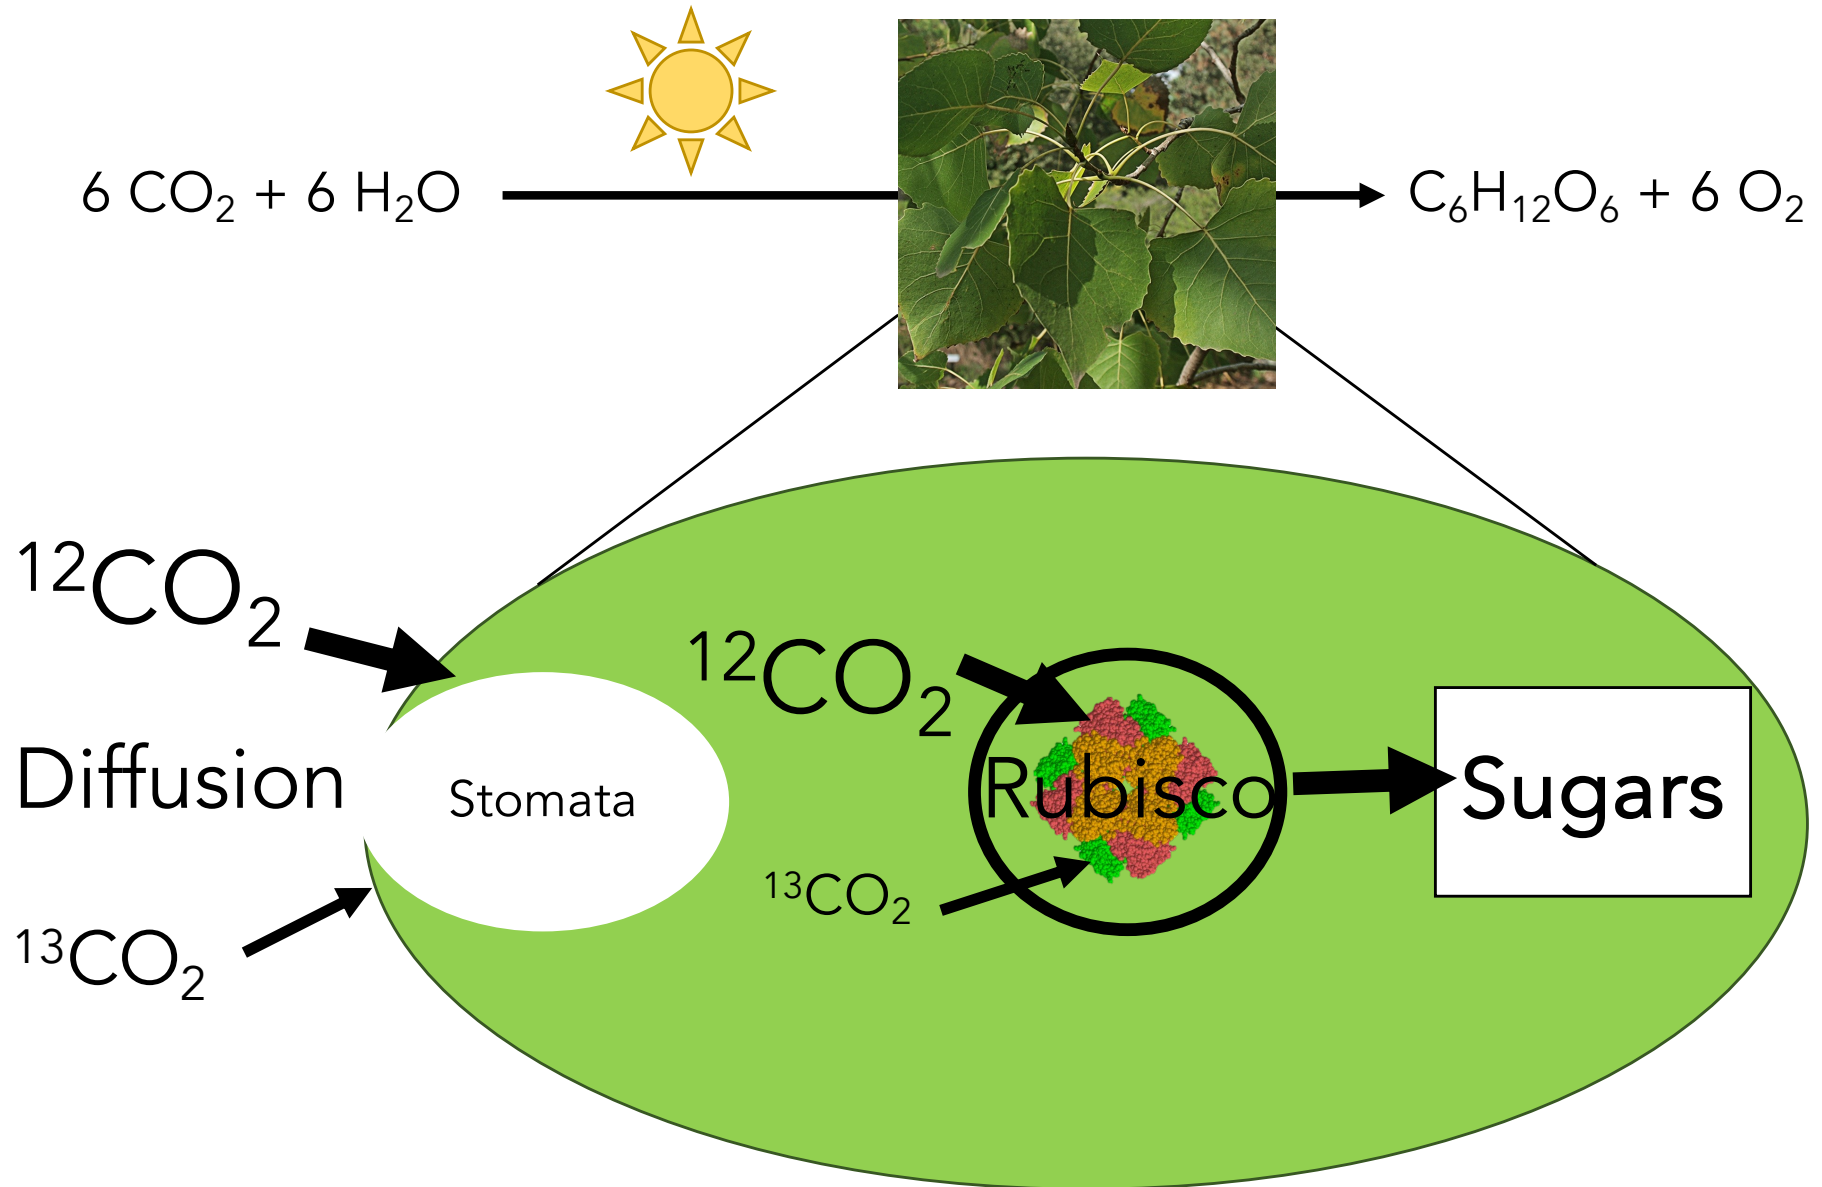 6 CO₂ + 6 H₂O
C₆H₁₂O₆ + 6 O₂
¹²CO₂
¹²CO₂
Diffusion
Stomata
Rubisco
Sugars
¹³CO₂
¹³CO₂